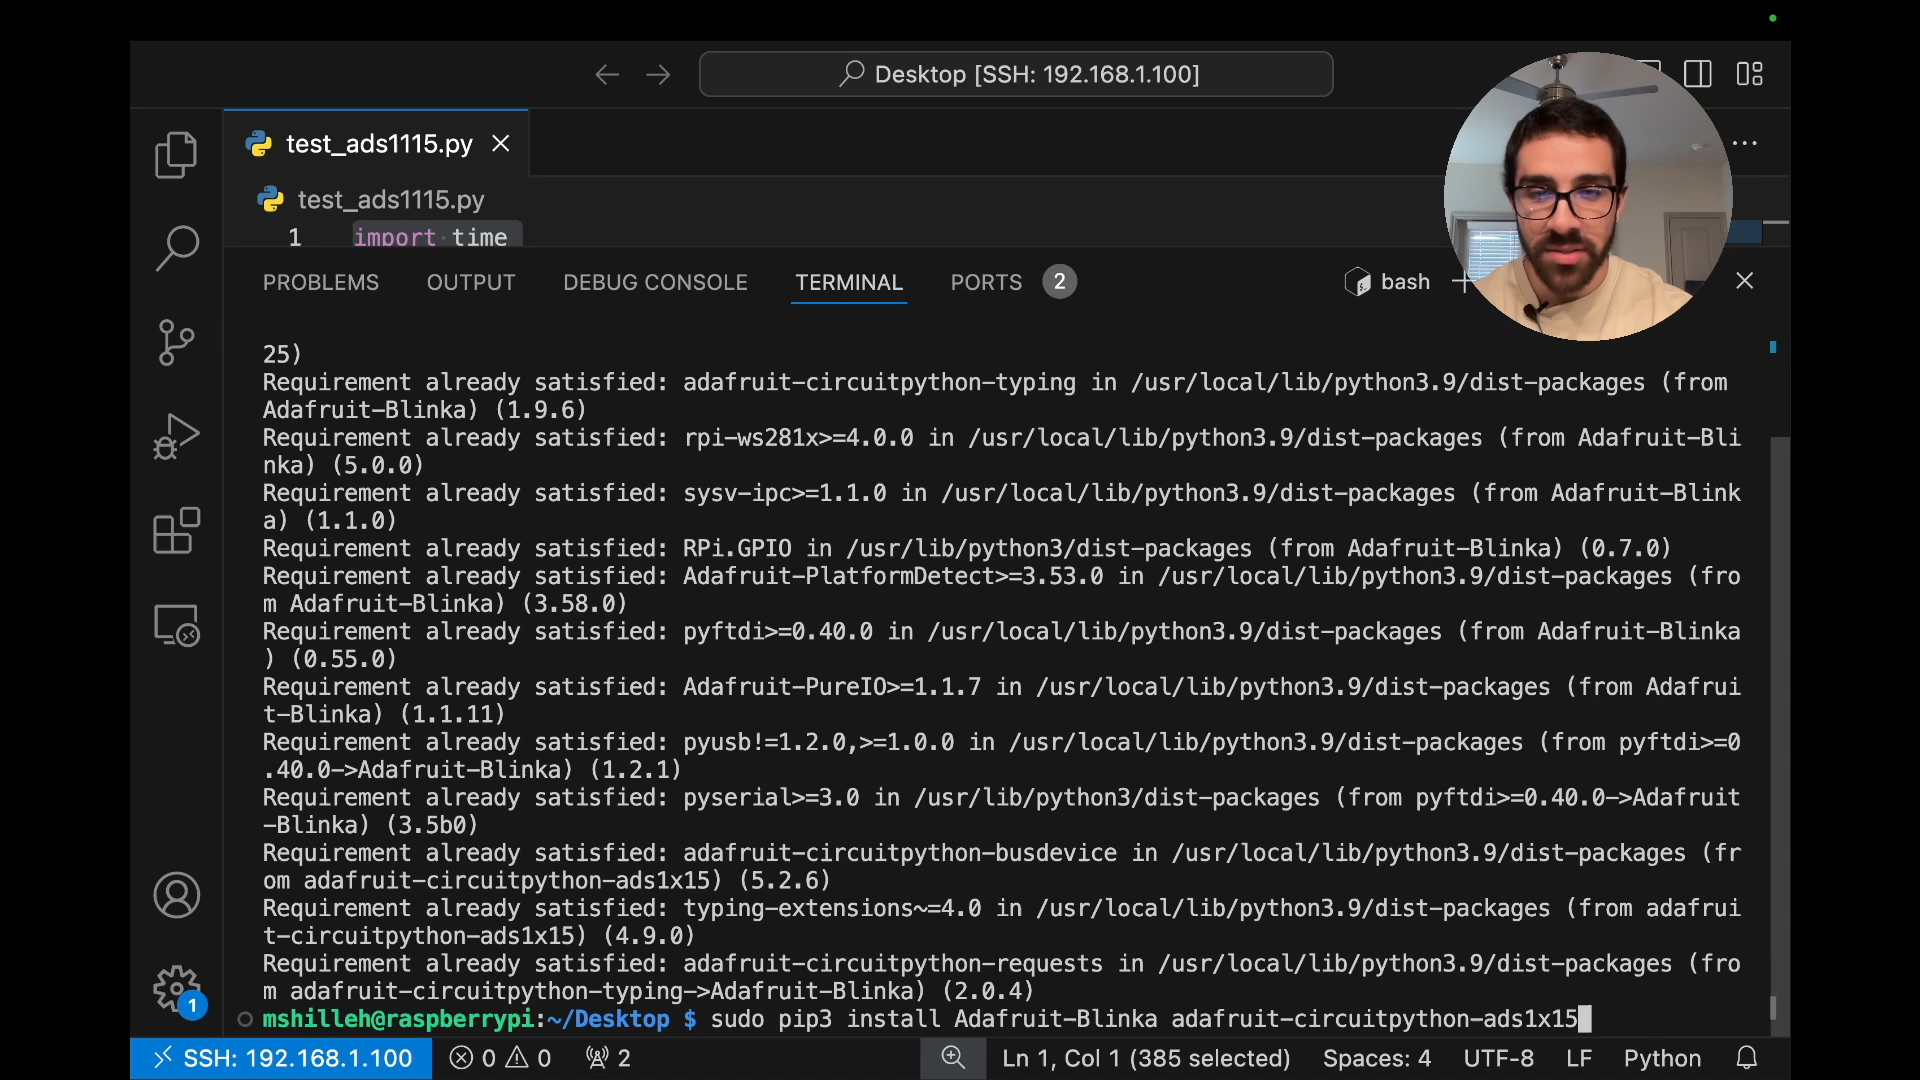 Desktop [SSH: 192.168.1.100]
test_ads1115.py
test_ads1115.py
1 import time
PROBLEMS OUTPUT DEBUG CONSOLE TERMINAL PORTS 2 bash
25)
Requirement already satisfied: adafruit-circuitpython-typing in /usr/local/lib/python3.9/dist-packages (from
Adafruit-Blinka) (1.9.6)
Requirement already satisfied: rpi-ws281x>=4.0.0 in /usr/local/lib/python3.9/dist-packages (from Adafruit-Bli
nka) (5.0.0)
Requirement already satisfied: sysv-ipc>=1.1.0 in /usr/local/lib/python3.9/dist-packages (from Adafruit-Blink
a) (1.1.0)
Requirement already satisfied: RPi.GPIO in /usr/lib/python3/dist-packages (from Adafruit-Blinka) (0.7.0)
Requirement already satisfied: Adafruit-PlatformDetect>=3.53.0 in /usr/local/lib/python3.9/dist-packages (fro
m Adafruit-Blinka) (3.58.0)
Requirement already satisfied: pyftdi>=0.40.0 in /usr/local/lib/python3.9/dist-packages (from Adafruit-Blinka
) (0.55.0)
Requirement already satisfied: Adafruit-PureIO>=1.1.7 in /usr/local/lib/python3.9/dist-packages (from Adafrui
t-Blinka) (1.1.11)
Requirement already satisfied: pyusb!=1.2.0,>=1.0.0 in /usr/local/lib/python3.9/dist-packages (from pyftdi>=0
.40.0->Adafruit-Blinka) (1.2.1)
Requirement already satisfied: pyserial>=3.0 in /usr/lib/python3/dist-packages (from pyftdi>=0.40.0->Adafruit
-Blinka) (3.5b0)
Requirement already satisfied: adafruit-circuitpython-busdevice in /usr/local/lib/python3.9/dist-packages (fr
om adafruit-circuitpython-ads1x15) (5.2.6)
Requirement already satisfied: typing-extensions~=4.0 in /usr/local/lib/python3.9/dist-packages (from adafrui
t-circuitpython-ads1x15) (4.9.0)
Requirement already satisfied: adafruit-circuitpython-requests in /usr/local/lib/python3.9/dist-packages (fro
m adafruit-circuitpython-typing->Adafruit-Blinka) (2.0.4)
mshilleh@raspberrypi:~/Desktop $ sudo pip3 install Adafruit-Blinka adafruit-circuitpython-ads1x15
1
SSH: 192.168.1.100 0 0 2 Ln 1, Col 1 (385 selected) Spaces: 4 UTF-8 LF Python